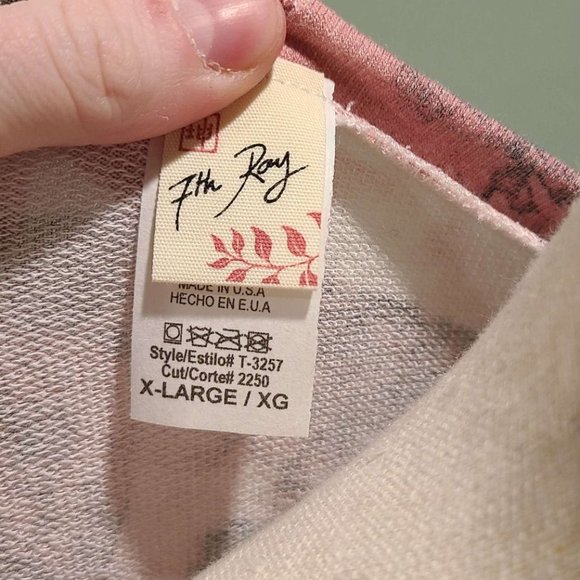 7th Ray
MADE IN U.S.A
HECHO EN E.U.A
Style/Estilo# T-3257
Cut/Corte# 2250
X-LARGE / XG